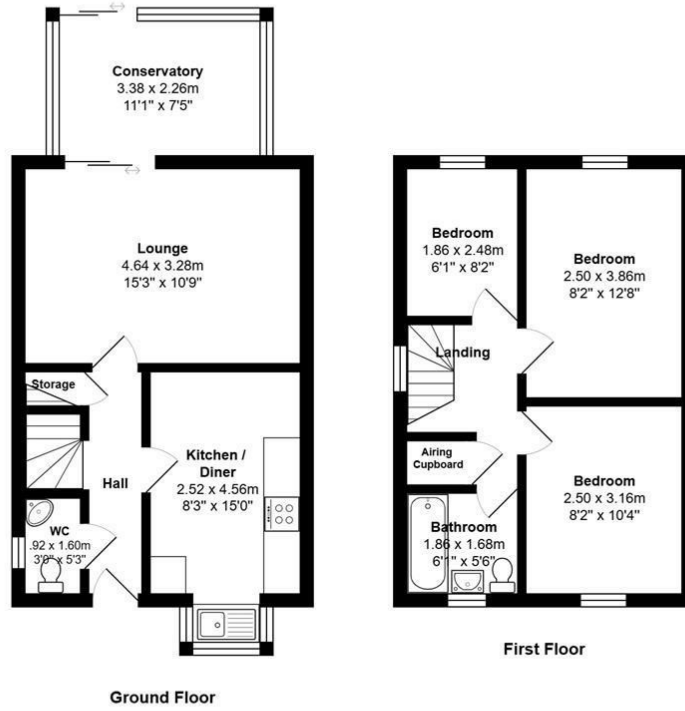 Conservatory
3.38 x 2.26m
11'1" x 7'5"
Lounge
4.64 x 3.28m
15'3" x 10'9"
Storage
Hall
Kitchen /
Diner
2.52 x 4.56m
8'3" x 15'0"
WC
.92 x 1.60m
3'0" x 5'3"
Ground Floor
Bedroom
1.86 x 2.48m
6'1" x 8'2"
Bedroom
2.50 x 3.86m
8'2" x 12'8"
Landing
Airing
Cupboard
Bedroom
2.50 x 3.16m
8'2" x 10'4"
Bathroom
1.86 x 1.68m
6'1" x 5'6"
First Floor